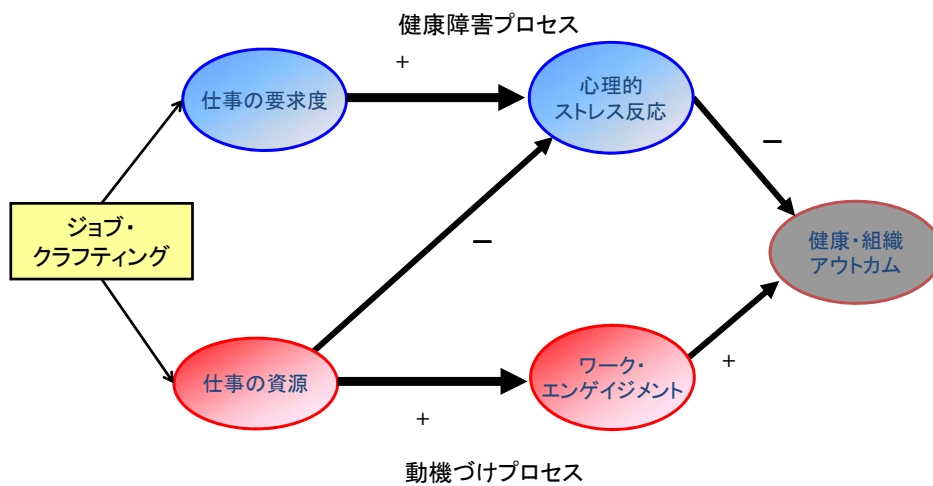 健康障害プロセス
+
仕事の要求度
心理的
ストレス反応
−
ジョブ・
クラフティング
−
健康・組織
アウトカム
仕事の資源
ワーク・
エンゲイジメント
+
+
動機づけプロセス